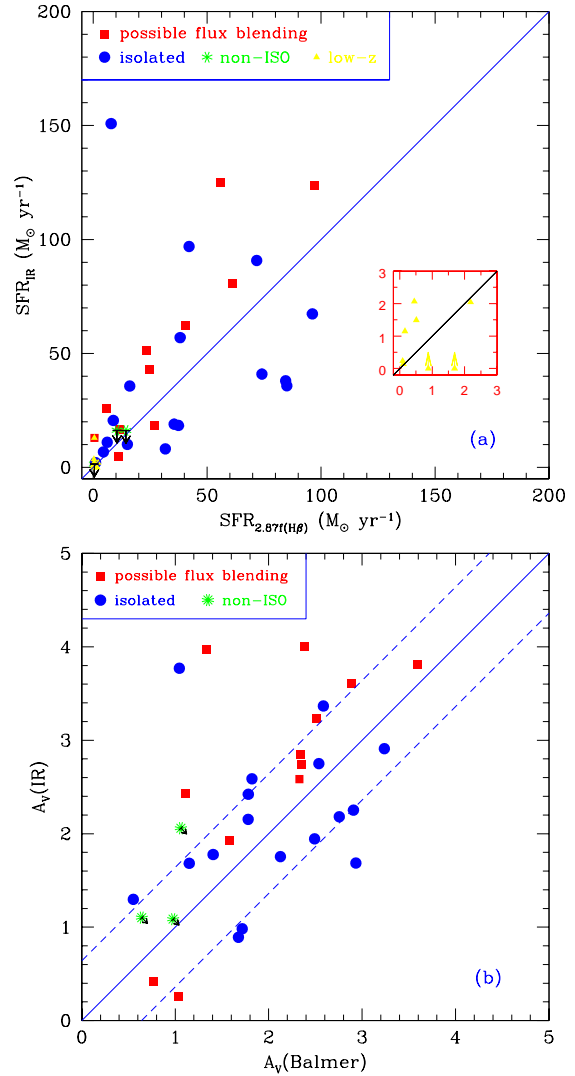 200
150
100
50
0
SFR_IR (M⊙ yr⁻¹)
possible flux blending
isolated non-ISO low-z
3
2
1
0
0 1 2 3
(a)
0 50 100 150 200
SFR_2.87f(Hβ) (M⊙ yr⁻¹)
5
4
3
2
1
0
A_V(IR)
possible flux blending
isolated non-ISO
(b)
0 1 2 3 4 5
A_V(Balmer)